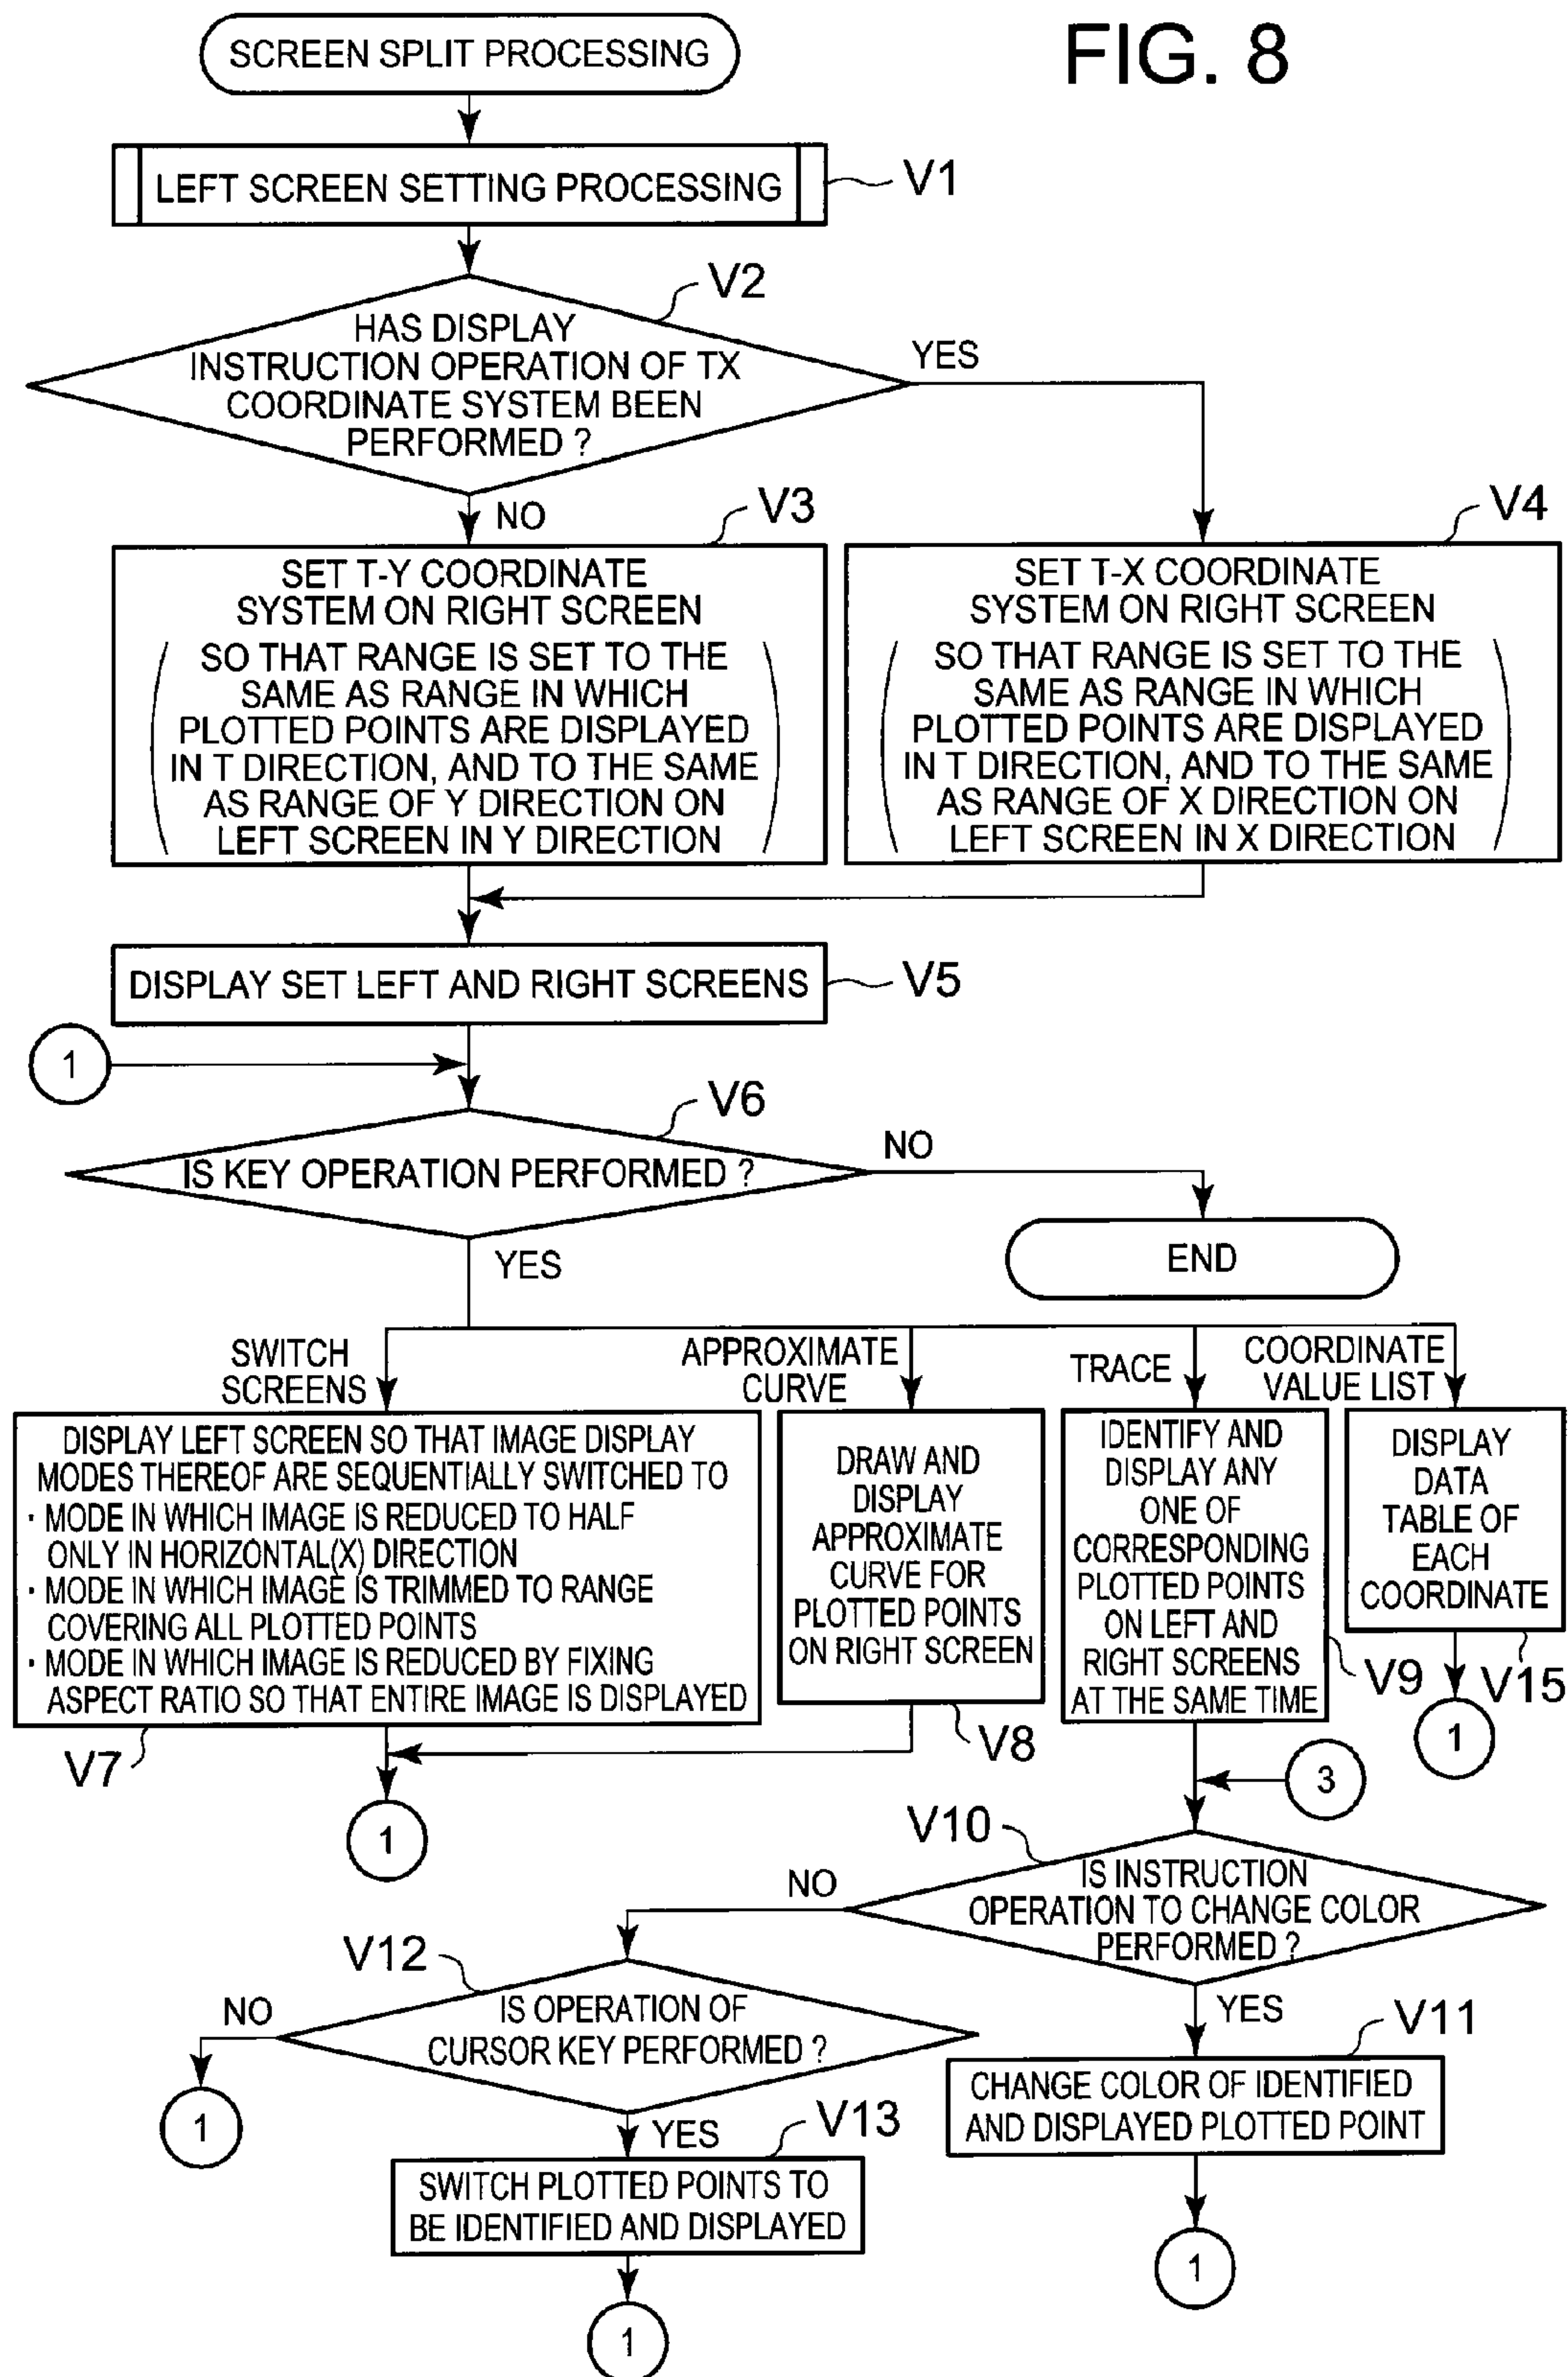 FIG. 8
SCREEN SPLIT PROCESSING
LEFT SCREEN SETTING PROCESSING
V1
V2
HAS DISPLAY
INSTRUCTION OPERATION OF TX
COORDINATE SYSTEM BEEN
PERFORMED ?
YES
NO
V3
SET T-Y COORDINATE
SYSTEM ON RIGHT SCREEN
SO THAT RANGE IS SET TO THE
SAME AS RANGE IN WHICH
PLOTTED POINTS ARE DISPLAYED
IN T DIRECTION, AND TO THE SAME
AS RANGE OF Y DIRECTION ON
LEFT SCREEN IN Y DIRECTION
V4
SET T-X COORDINATE
SYSTEM ON RIGHT SCREEN
SO THAT RANGE IS SET TO THE
SAME AS RANGE IN WHICH
PLOTTED POINTS ARE DISPLAYED
IN T DIRECTION, AND TO THE SAME
AS RANGE OF X DIRECTION ON
LEFT SCREEN IN X DIRECTION
DISPLAY SET LEFT AND RIGHT SCREENS
V5
1
V6
IS KEY OPERATION PERFORMED ?
NO
END
YES
SWITCH
SCREENS
DISPLAY LEFT SCREEN SO THAT IMAGE DISPLAY
MODES THEREOF ARE SEQUENTIALLY SWITCHED TO
· MODE IN WHICH IMAGE IS REDUCED TO HALF
ONLY IN HORIZONTAL(X) DIRECTION
· MODE IN WHICH IMAGE IS TRIMMED TO RANGE
COVERING ALL PLOTTED POINTS
· MODE IN WHICH IMAGE IS REDUCED BY FIXING
ASPECT RATIO SO THAT ENTIRE IMAGE IS DISPLAYED
V7
1
APPROXIMATE
CURVE
DRAW AND
DISPLAY
APPROXIMATE
CURVE FOR
PLOTTED POINTS
ON RIGHT SCREEN
V8
TRACE
IDENTIFY AND
DISPLAY ANY
ONE OF
CORRESPONDING
PLOTTED POINTS
ON LEFT AND
RIGHT SCREENS
AT THE SAME TIME
V9
COORDINATE
VALUE LIST
DISPLAY
DATA
TABLE OF
EACH
COORDINATE
V15
1
3
V10
IS INSTRUCTION
OPERATION TO CHANGE COLOR
PERFORMED ?
NO
YES
V11
CHANGE COLOR OF IDENTIFIED
AND DISPLAYED PLOTTED POINT
1
V12
IS OPERATION OF
CURSOR KEY PERFORMED ?
NO
1
YES
V13
SWITCH PLOTTED POINTS TO
BE IDENTIFIED AND DISPLAYED
1